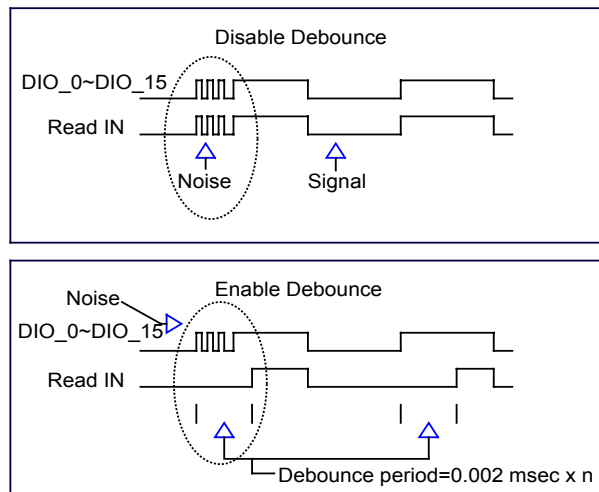 Disable Debounce
DIO_0~DIO_15
Read IN
Noise
Signal
Enable Debounce
Noise
DIO_0~DIO_15
Read IN
Debounce period=0.002 msec x n